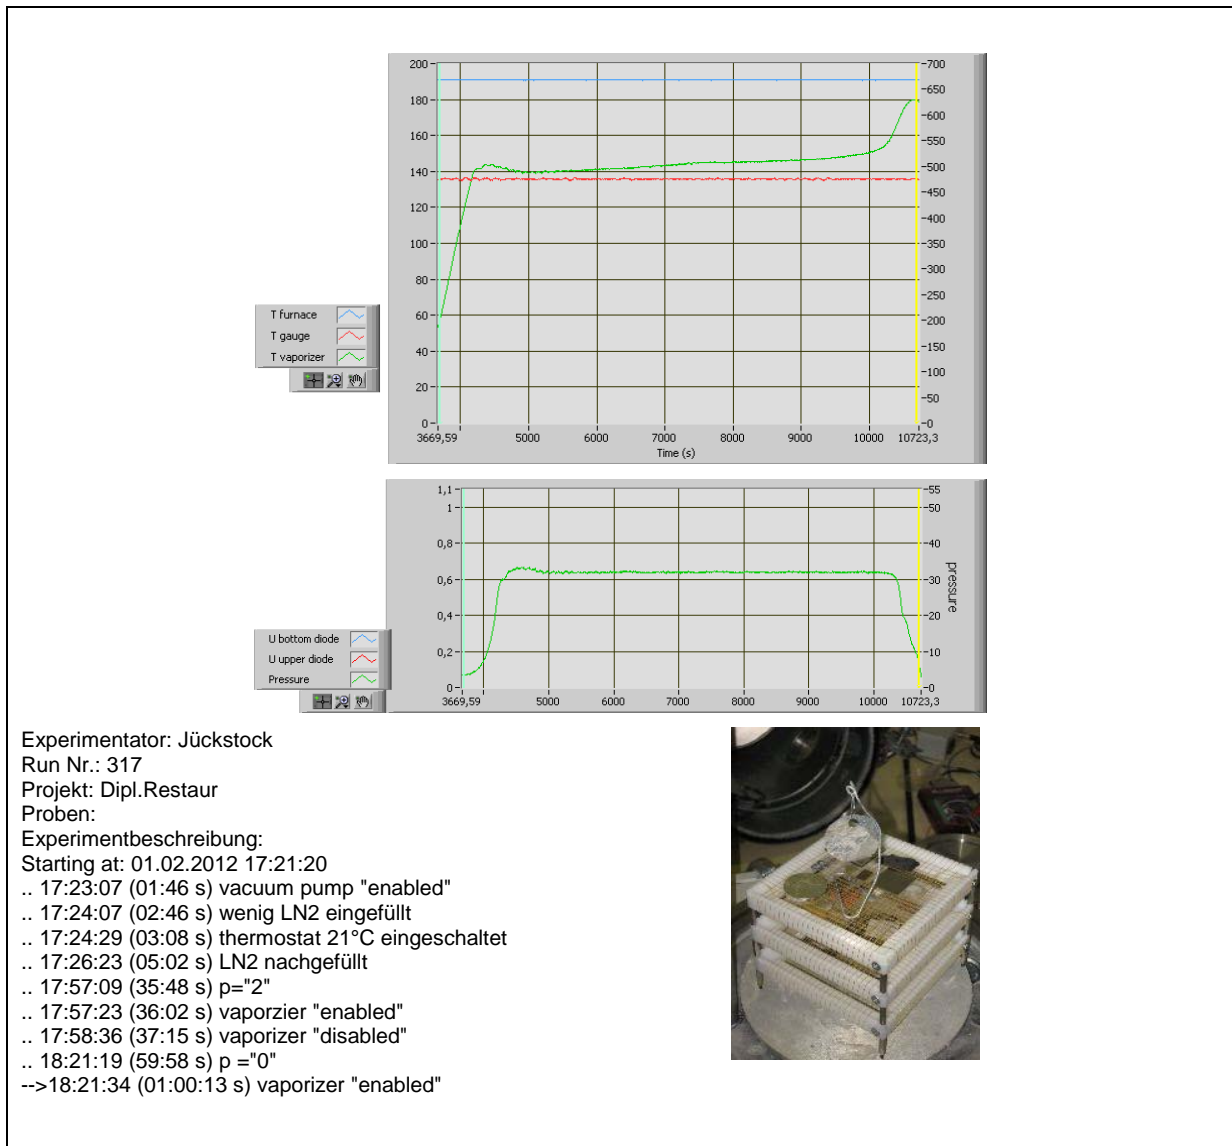 200
180
160
140
120
100
80
60
40
20
0
700
650
600
550
500
450
400
350
300
250
200
150
100
50
0
3669,59 5000 6000 7000 8000 9000 10000 10723,3
Time (s)
T furnace
T gauge
T vaporizer
1,1
1
0,8
0,6
0,4
0,2
0
55
50
40
30
20
10
0
pressure
3669,59 5000 6000 7000 8000 9000 10000 10723,3
U bottom diode
U upper diode
Pressure
Experimentator: Jückstock
Run Nr.: 317
Projekt: Dipl.Restaur
Proben:
Experimentbeschreibung:
Starting at: 01.02.2012 17:21:20
.. 17:23:07 (01:46 s) vacuum pump "enabled"
.. 17:24:07 (02:46 s) wenig LN2 eingefüllt
.. 17:24:29 (03:08 s) thermostat 21°C eingeschaltet
.. 17:26:23 (05:02 s) LN2 nachgefüllt
.. 17:57:09 (35:48 s) p="2"
.. 17:57:23 (36:02 s) vaporzier "enabled"
.. 17:58:36 (37:15 s) vaporizer "disabled"
.. 18:21:19 (59:58 s) p ="0"
-->18:21:34 (01:00:13 s) vaporizer "enabled"